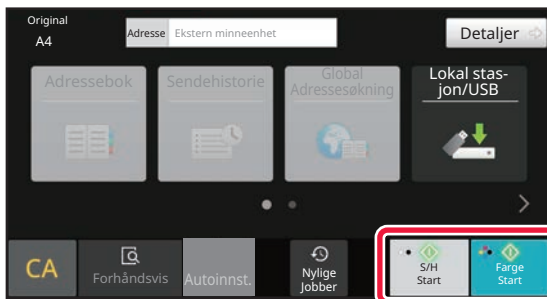 Original
A4
Adresse
Ekstern minneenhet
Detaljer
Adressebok
Sendehistorie
Global
Adressesøkning
Lokal stas-
jon/USB
CA
Forhåndsvis
Autoinnst.
Nylige
Jobber
S/H
Start
Farge
Start